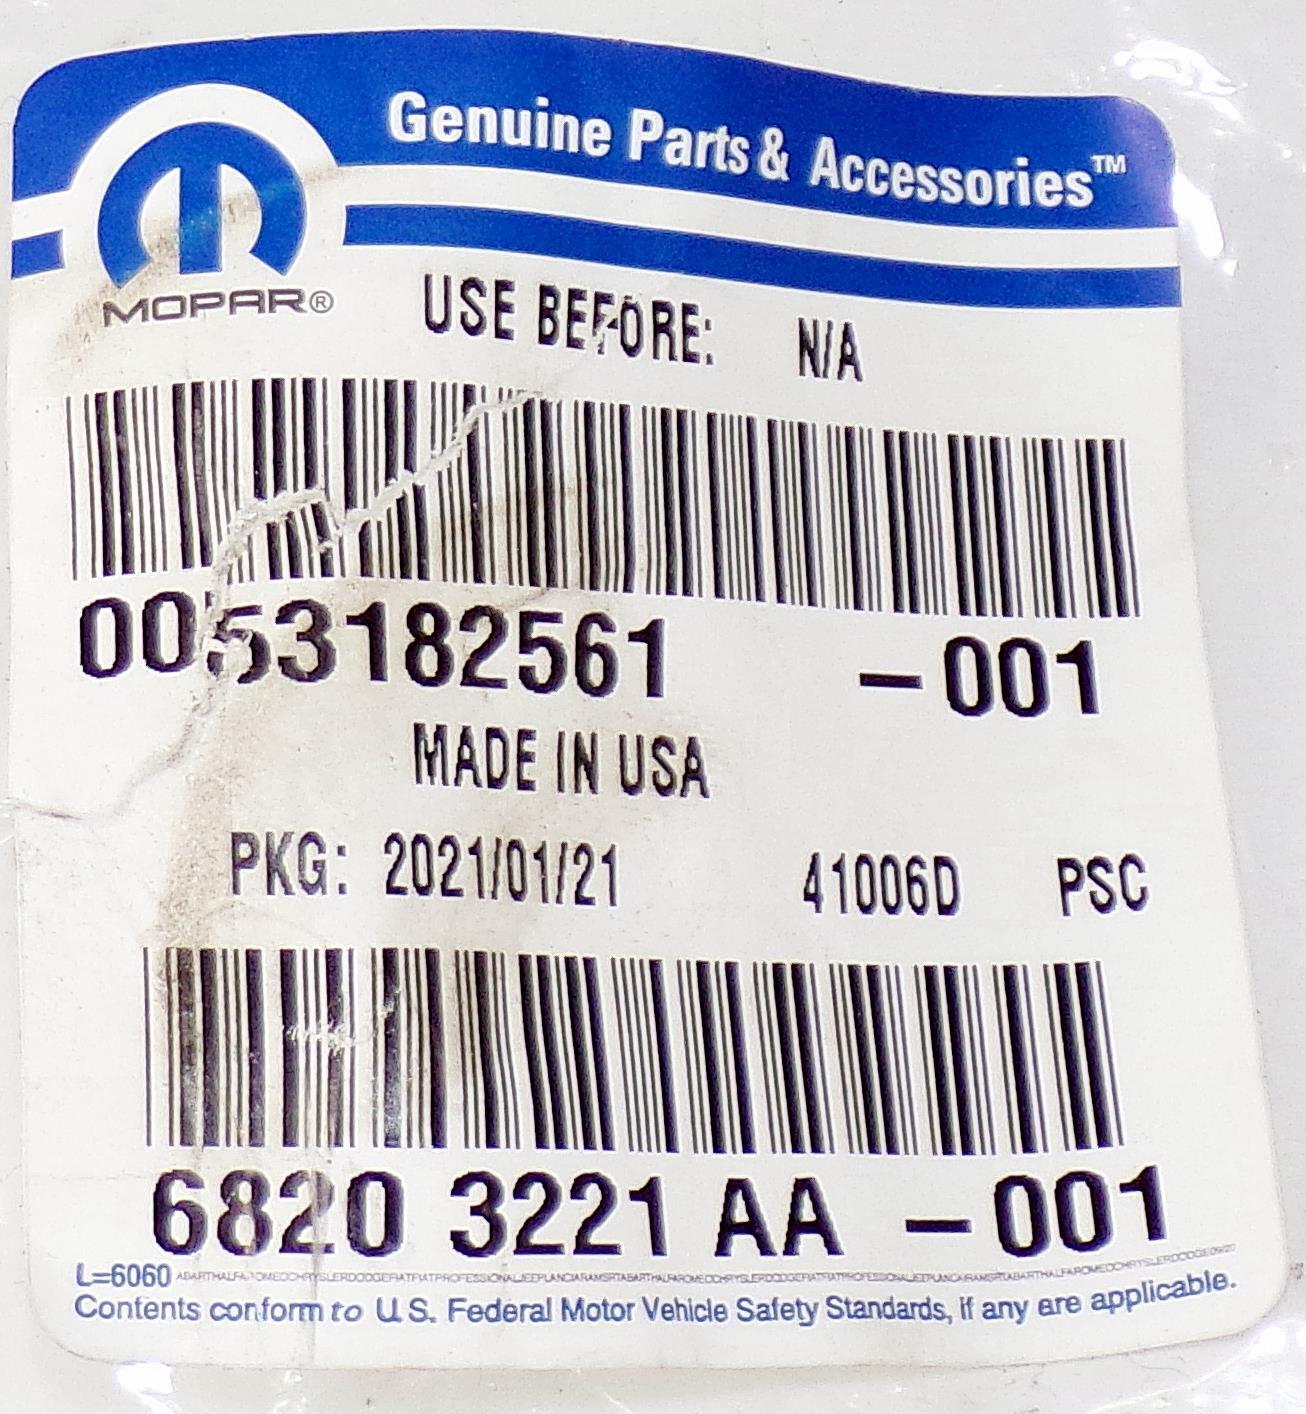 Genuine Parts & Accessories™
MOPAR®
USE BEFORE: N/A
0053182561 -001
MADE IN USA
PKG: 2021/01/21 41006D PSC
6820 3221 AA -001
L=6060
Contents conform to U.S. Federal Motor Vehicle Safety Standards, if any are applicable.